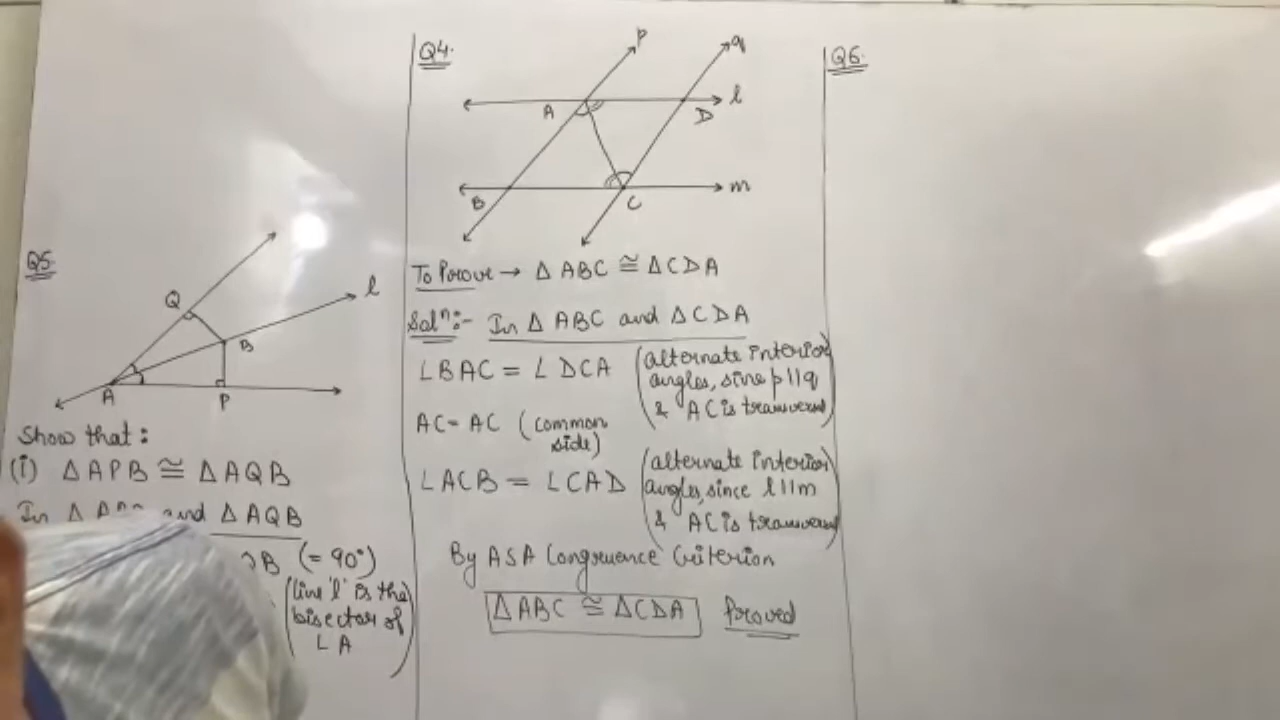 Q5.
Q
l
B
A
P
Show that:
(i) Δ APB ≅ Δ AQB
In Δ and Δ AQB
B (= 90°)
(line 'l' is the
bisector of
∠A)
Q4.
p
q
A
l
D
B
C
m
To Prove → Δ ABC ≅ Δ CDA
Solⁿ:- In Δ ABC and Δ CDA
∠BAC = ∠DCA (alternate interior
angles, sine p||q
& AC is transversal)
AC = AC (common
side)
∠ACB = ∠CAD (alternate interior
angles, since l||m
& AC is transversal)
By ASA Congruence Criterion
Δ ABC ≅ Δ CDA Proved
Q6.